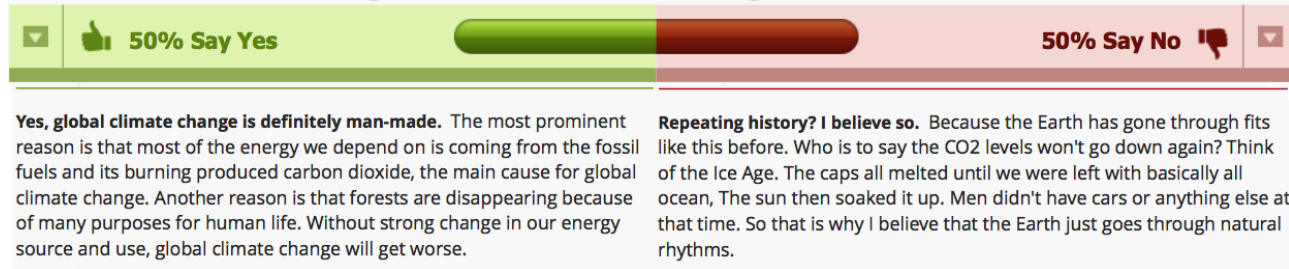 50% Say Yes
50% Say No
Yes, global climate change is definitely man-made. The most prominent
reason is that most of the energy we depend on is coming from the fossil
fuels and its burning produced carbon dioxide, the main cause for global
climate change. Another reason is that forests are disappearing because
of many purposes for human life. Without strong change in our energy
source and use, global climate change will get worse.
Repeating history? I believe so. Because the Earth has gone through fits
like this before. Who is to say the CO2 levels won't go down again? Think
of the Ice Age. The caps all melted until we were left with basically all
ocean, The sun then soaked it up. Men didn't have cars or anything else at
that time. So that is why I believe that the Earth just goes through natural
rhythms.